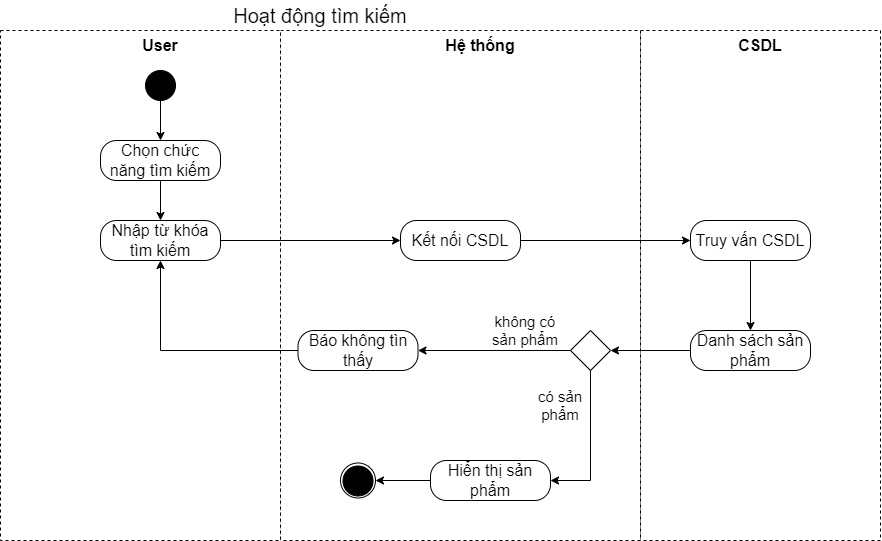 Hoạt động tìm kiếm
User
Hệ thống
CSDL
Chọn chức
năng tìm kiếm
Nhập từ khóa
tìm kiếm
Kết nối CSDL
Truy vấn CSDL
Danh sách sản
phẩm
không có
sản phẩm
Báo không tìn
thấy
có sản
phẩm
Hiển thị sản
phẩm